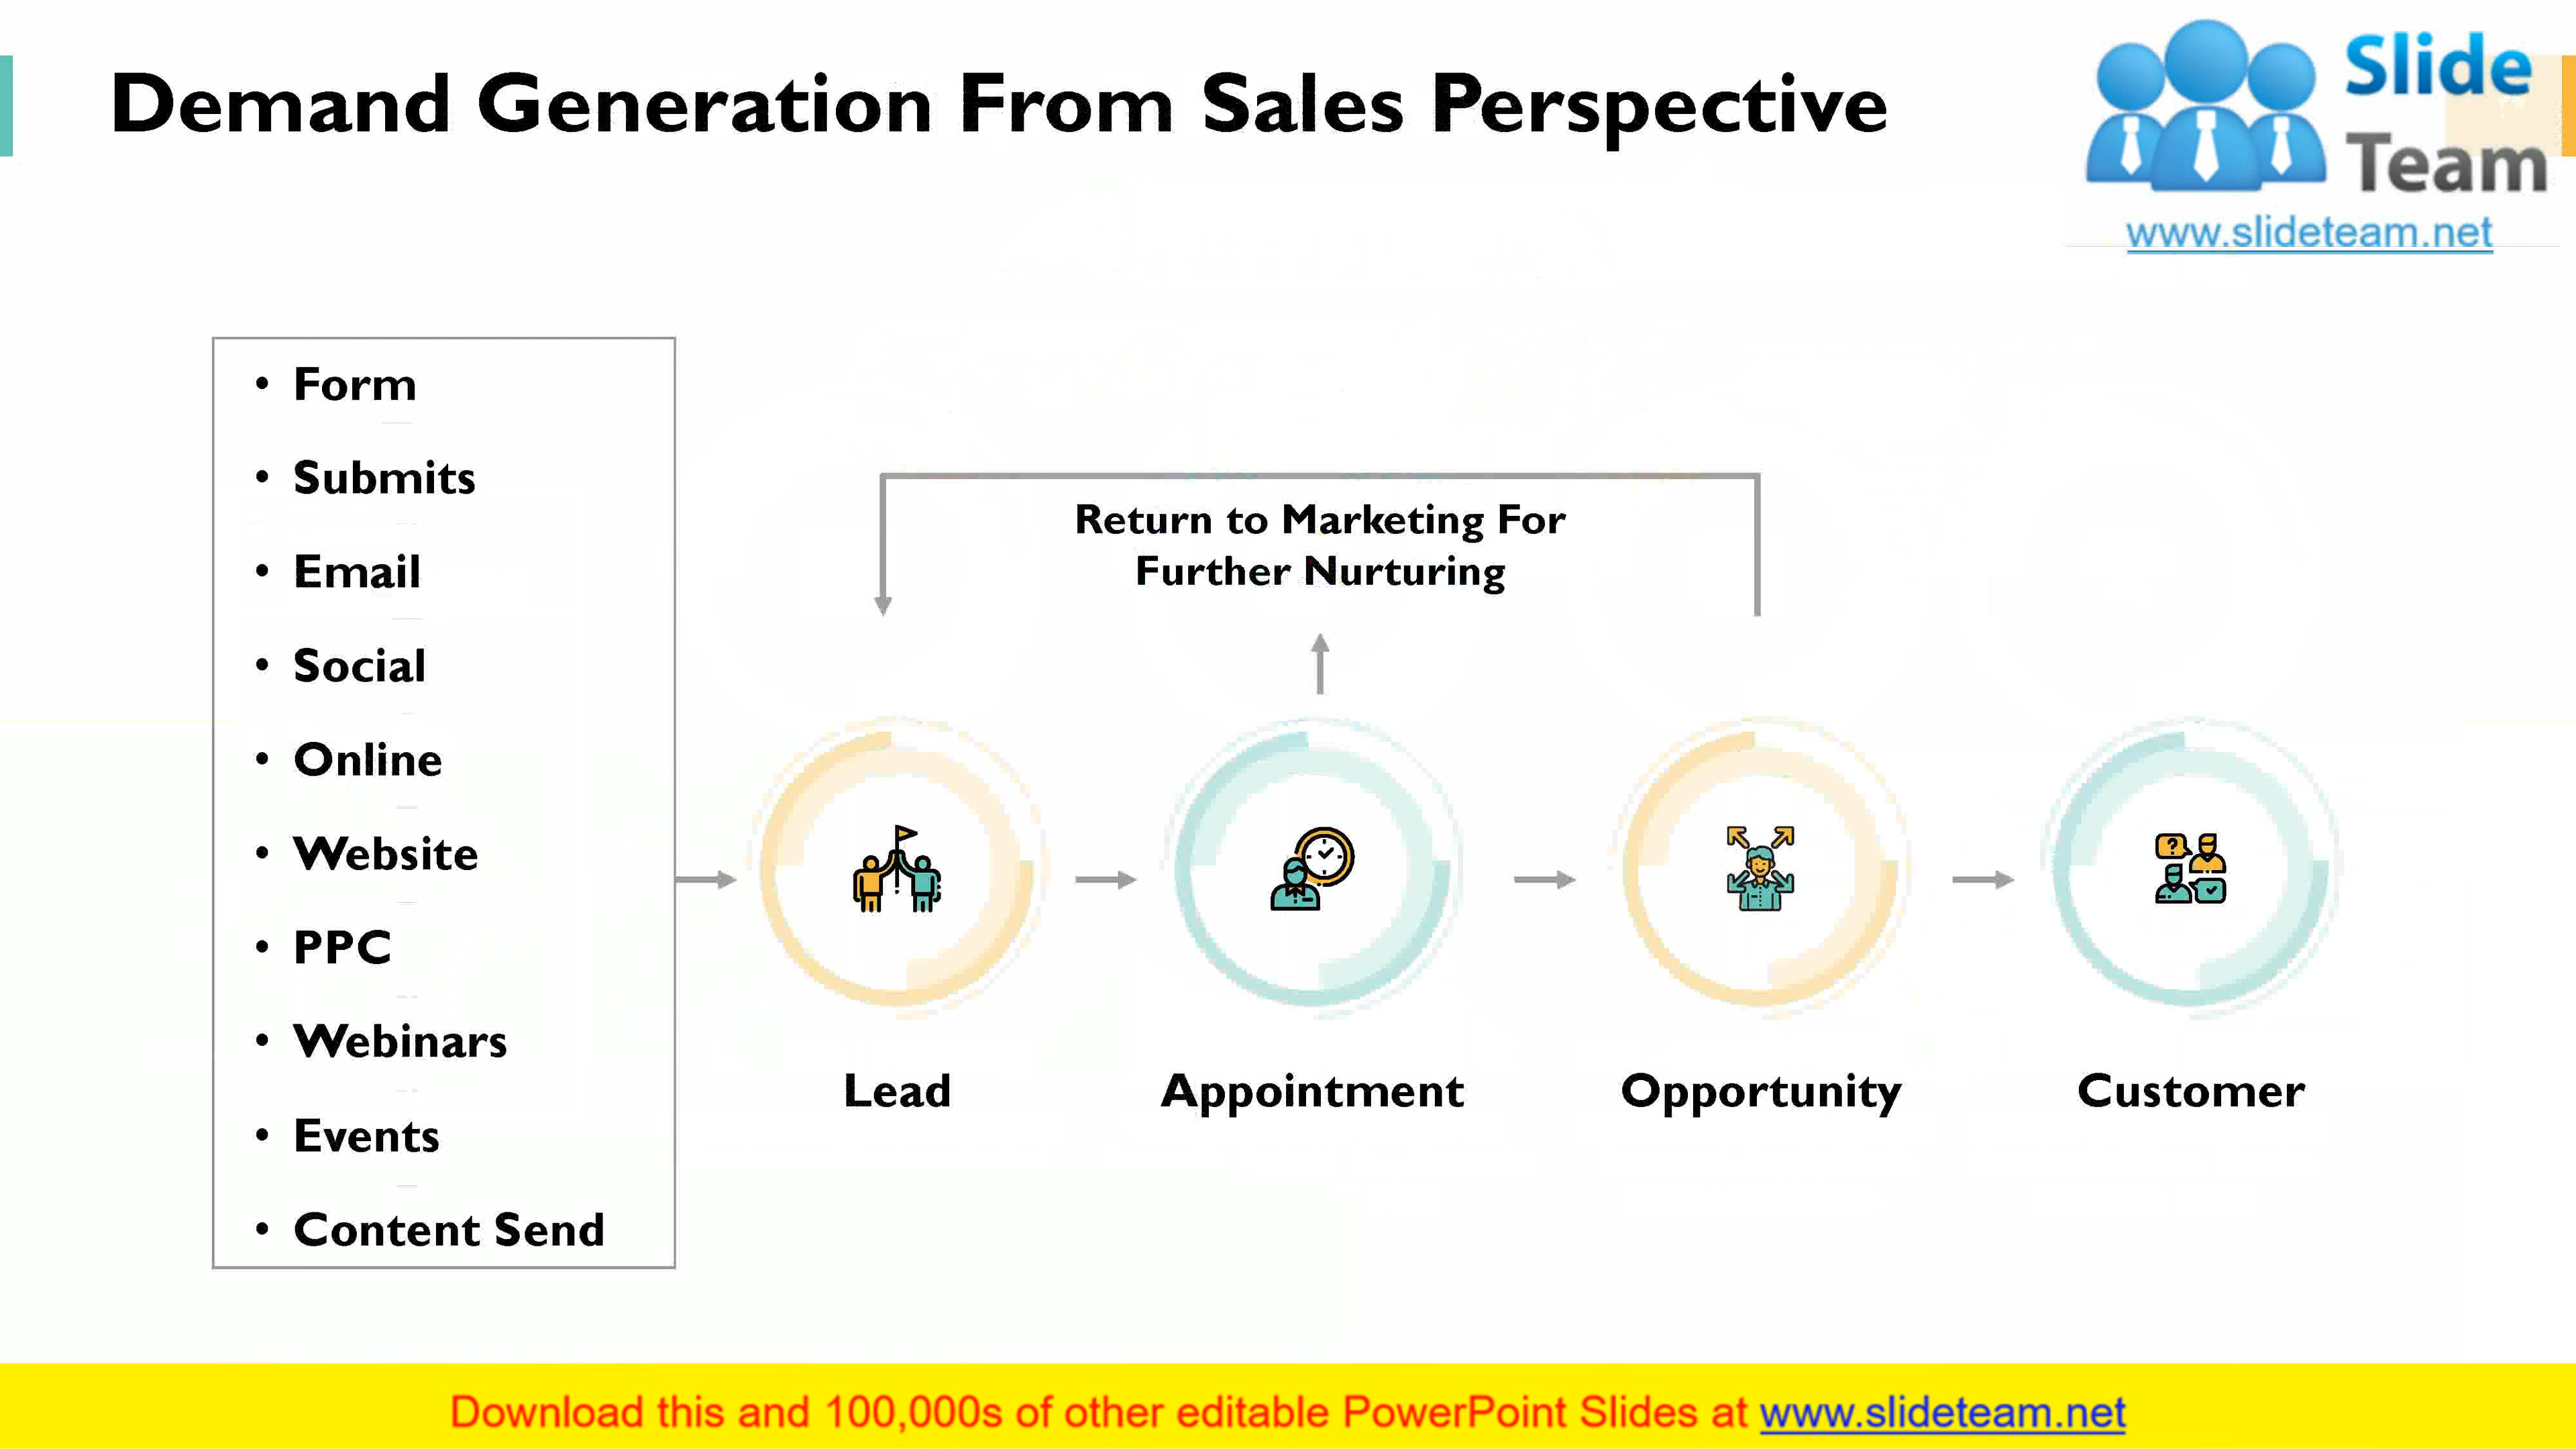 Demand Generation From Sales Perspective
Slide
Team
www.slideteam.net
• Form
• Submits
• Email
• Social
• Online
• Website
• PPC
• Webinars
• Events
• Content Send
Return to Marketing For
Further Nurturing
?
Lead
Appointment
Opportunity
Customer
Download this and 100,000s of other editable PowerPoint Slides at www.slideteam.net